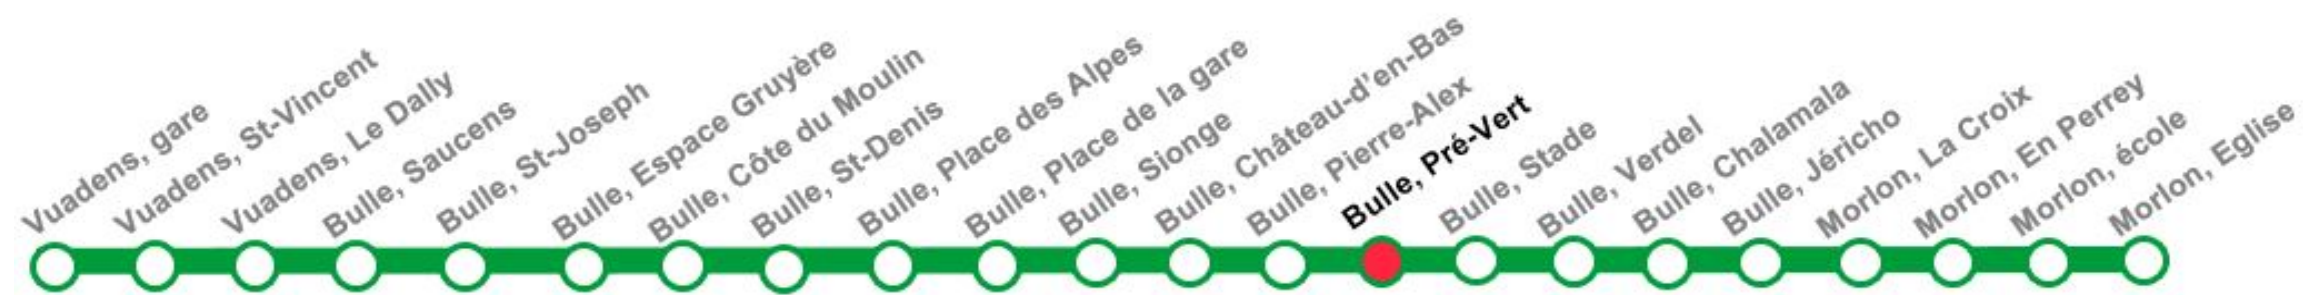 Vuadens, gare
Vuadens, St-Vincent
Vuadens, Le Dally
Bulle, Saucens
Bulle, St-Joseph
Bulle, Espace Gruyère
Bulle, Côte du Moulin
Bulle, St-Denis
Bulle, Place des Alpes
Bulle, Place de la gare
Bulle, Sionge
Bulle, Château-d'en-Bas
Bulle, Pierre-Alex
Bulle, Pré-Vert
Bulle, Stade
Bulle, Verdel
Bulle, Chalamala
Bulle, Jéricho
Morlon, La Croix
Morlon, En Perrey
Morlon, école
Morlon, Eglise